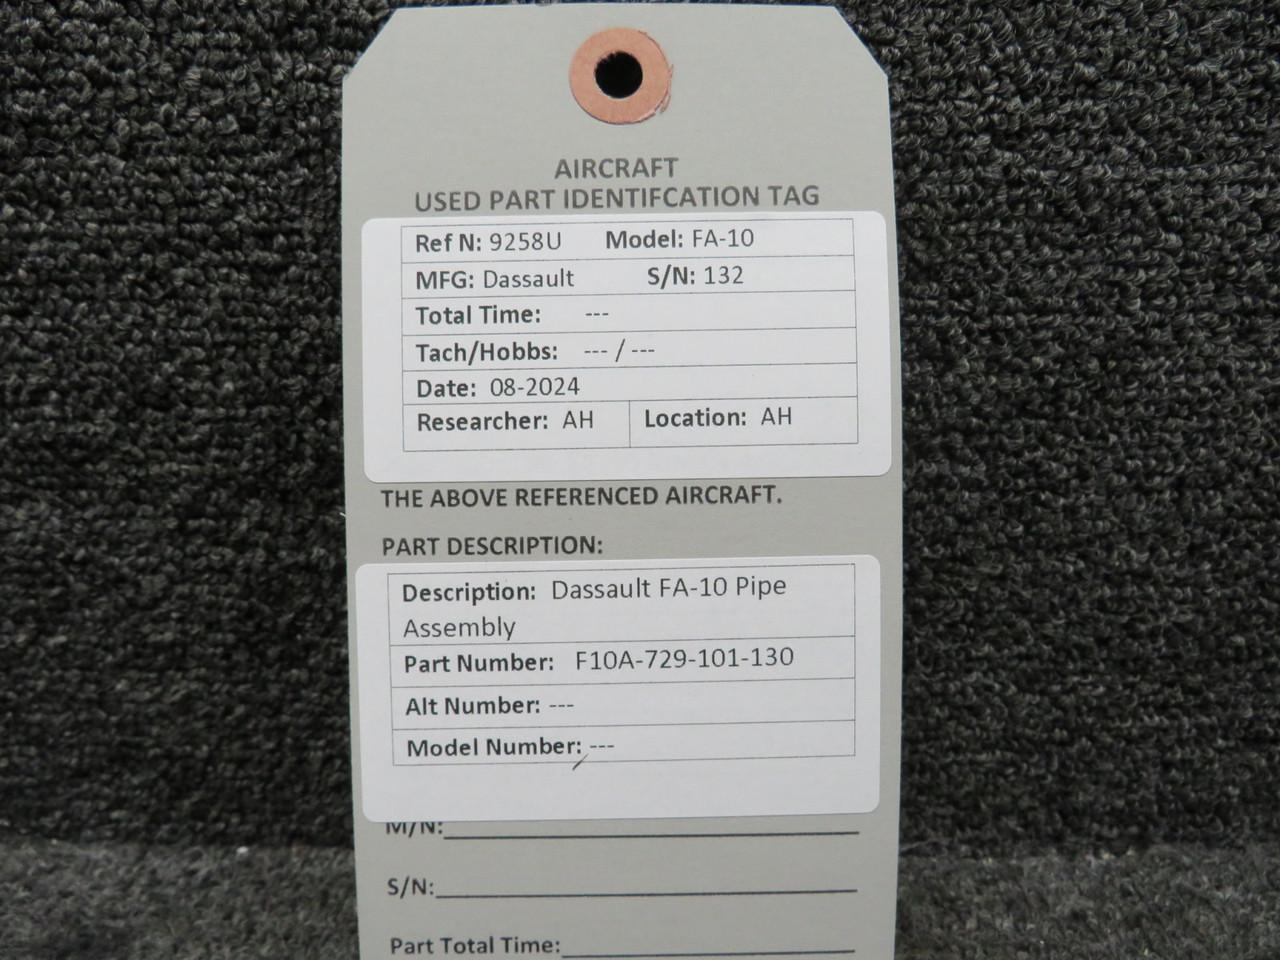 AIRCRAFT
USED PART IDENTIFCATION TAG
Ref N: 9258U Model: FA-10
MFG: Dassault S/N: 132
Total Time: ---
Tach/Hobbs: --- / ---
Date: 08-2024
Researcher: AH Location: AH
THE ABOVE REFERENCED AIRCRAFT.
PART DESCRIPTION:
Description: Dassault FA-10 Pipe
Assembly
Part Number: F10A-729-101-130
Alt Number: ---
Model Number: ---
M/N:
S/N:
Part Total Time: